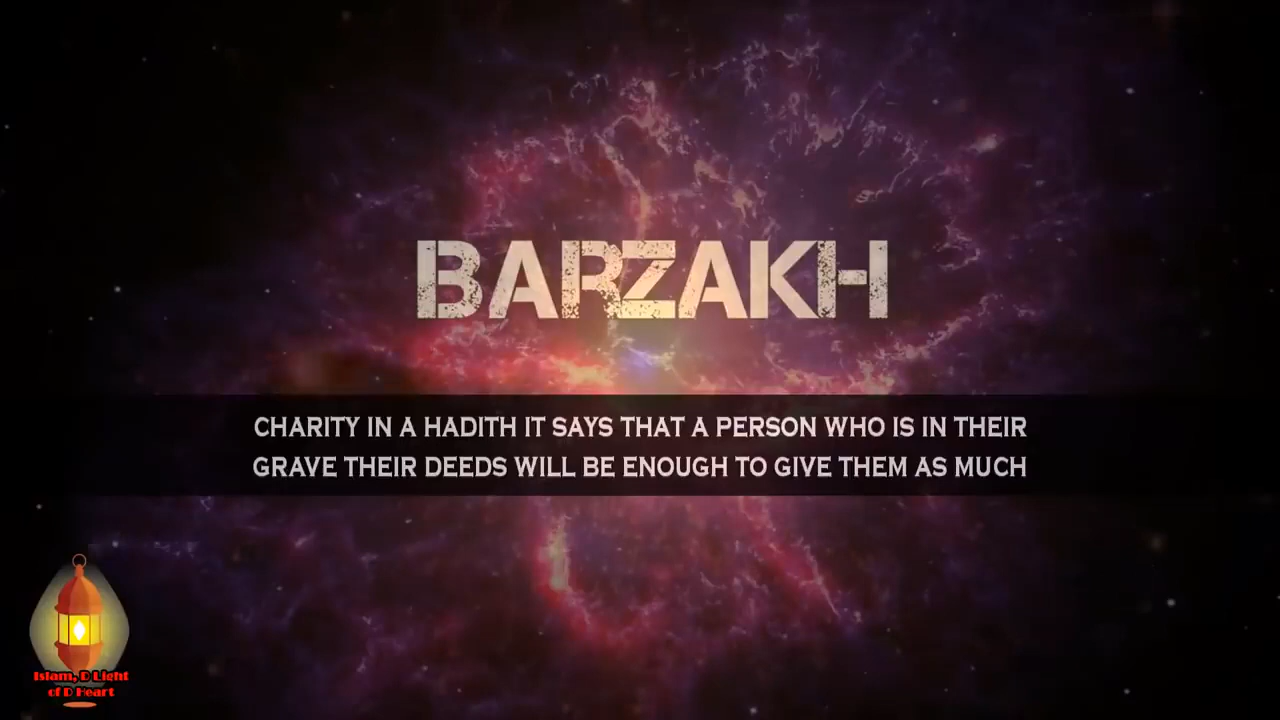 BARZAKH
CHARITY IN A HADITH IT SAYS THAT A PERSON WHO IS IN THEIR
GRAVE THEIR DEEDS WILL BE ENOUGH TO GIVE THEM AS MUCH
Islam, D Light
of D Heart